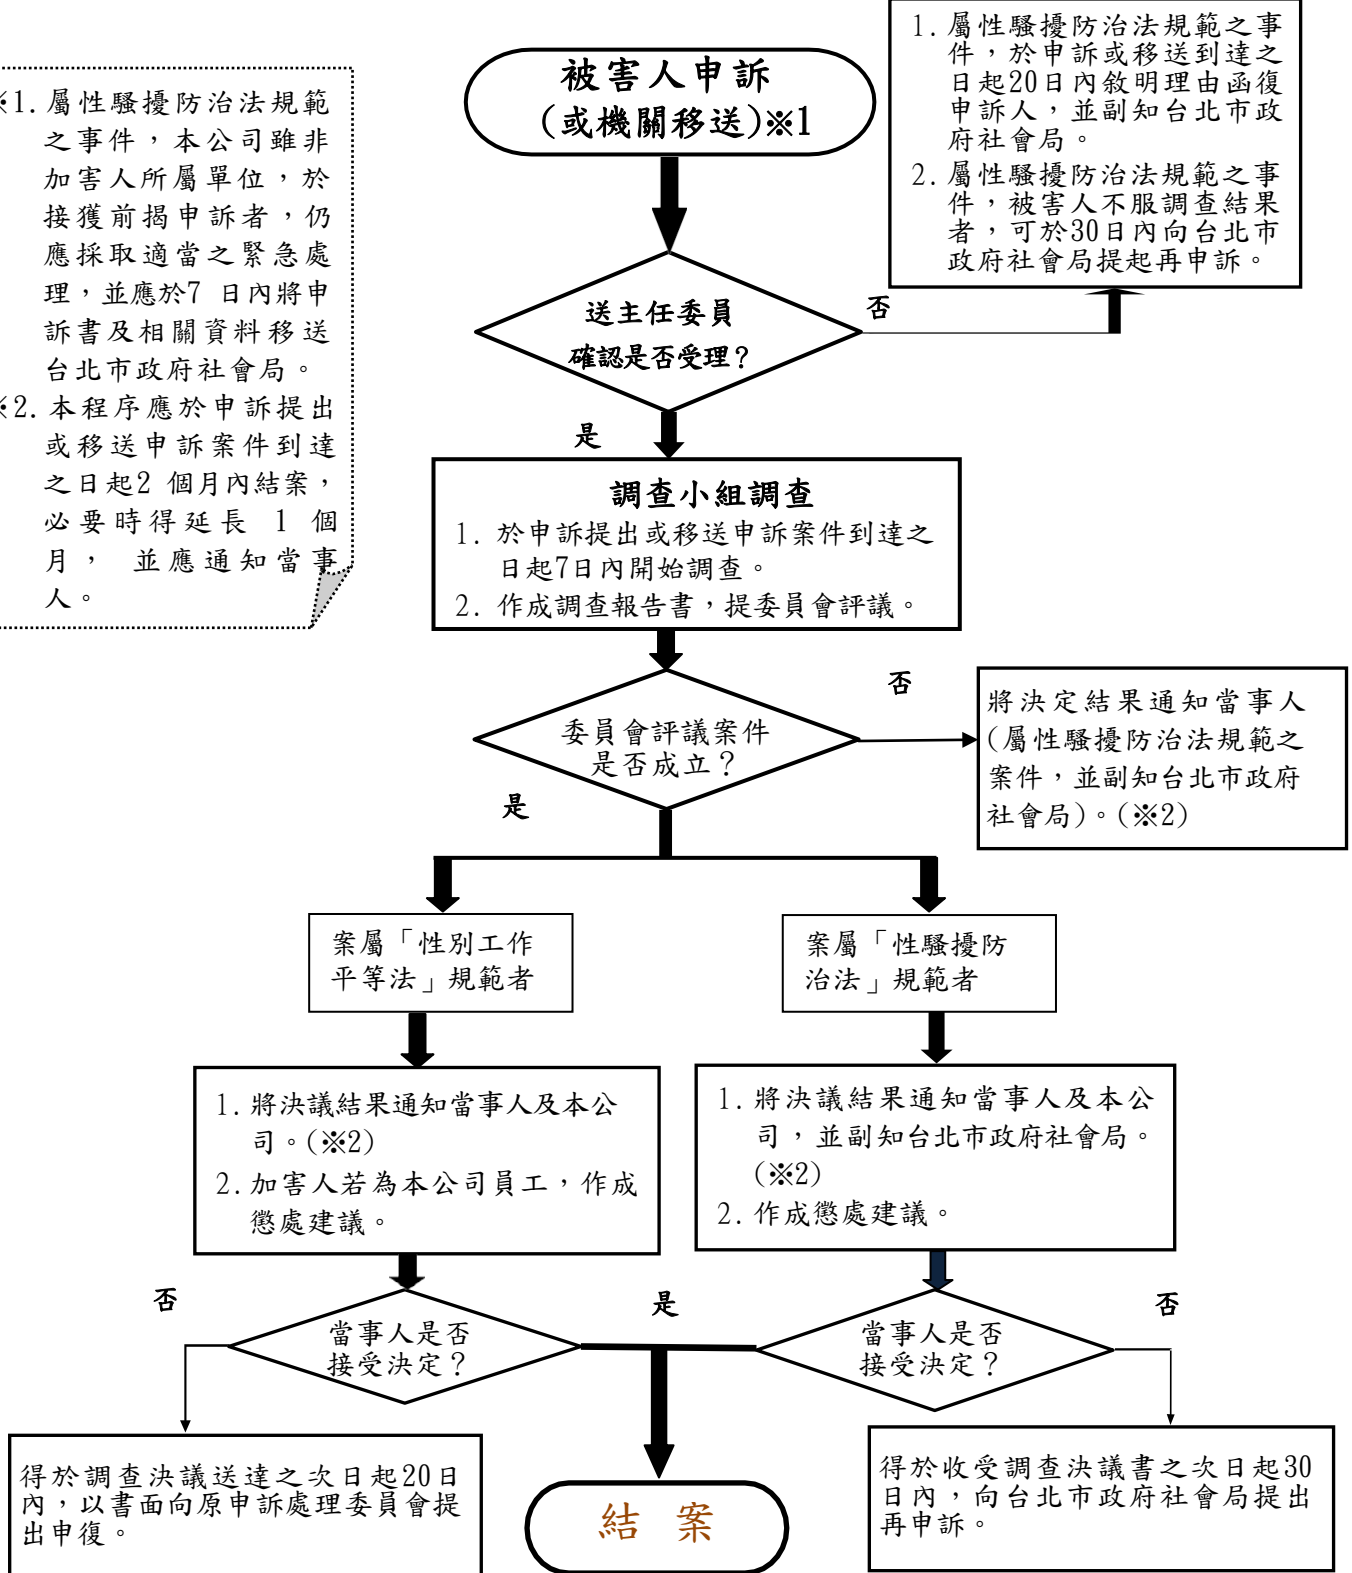 被害人申訴
(或機關移送)※1
1. 屬性騷擾防治法規範之事
件，於申訴或移送到達之
日起20日內敘明理由函復
申訴人，並副知台北市政
府社會局。
2. 屬性騷擾防治法規範之事
件，被害人不服調查結果
者，可於30日內向台北市
政府社會局提起再申訴。
※1. 屬性騷擾防治法規範
之事件，本公司雖非
加害人所屬單位，於
接獲前揭申訴者，仍
應採取適當之緊急處
理，並應於7 日內將申
訴書及相關資料移送
台北市政府社會局。
※2. 本程序應於申訴提出
或移送申訴案件到達
之日起2 個月內結案，
必要時得延長 1 個
月， 並應通知當事
人。
送主任委員
確認是否受理？
否
是
調查小組調查
1. 於申訴提出或移送申訴案件到達之
日起7日內開始調查。
2. 作成調查報告書，提委員會評議。
委員會評議案件
是否成立？
否
將決定結果通知當事人
(屬性騷擾防治法規範之
案件，並副知台北市政府
社會局)。(※2)
是
案屬「性別工作
平等法」規範者
案屬「性騷擾防
治法」規範者
1. 將決議結果通知當事人及本公
司。(※2)
2. 加害人若為本公司員工，作成
懲處建議。
1. 將決議結果通知當事人及本公
司，並副知台北市政府社會局。
(※2)
2. 作成懲處建議。
否
當事人是否
接受決定？
是
當事人是否
接受決定？
否
得於調查決議送達之次日起20日
內，以書面向原申訴處理委員會提
出申復。
結 案
得於收受調查決議書之次日起30
日內，向台北市政府社會局提出
再申訴。